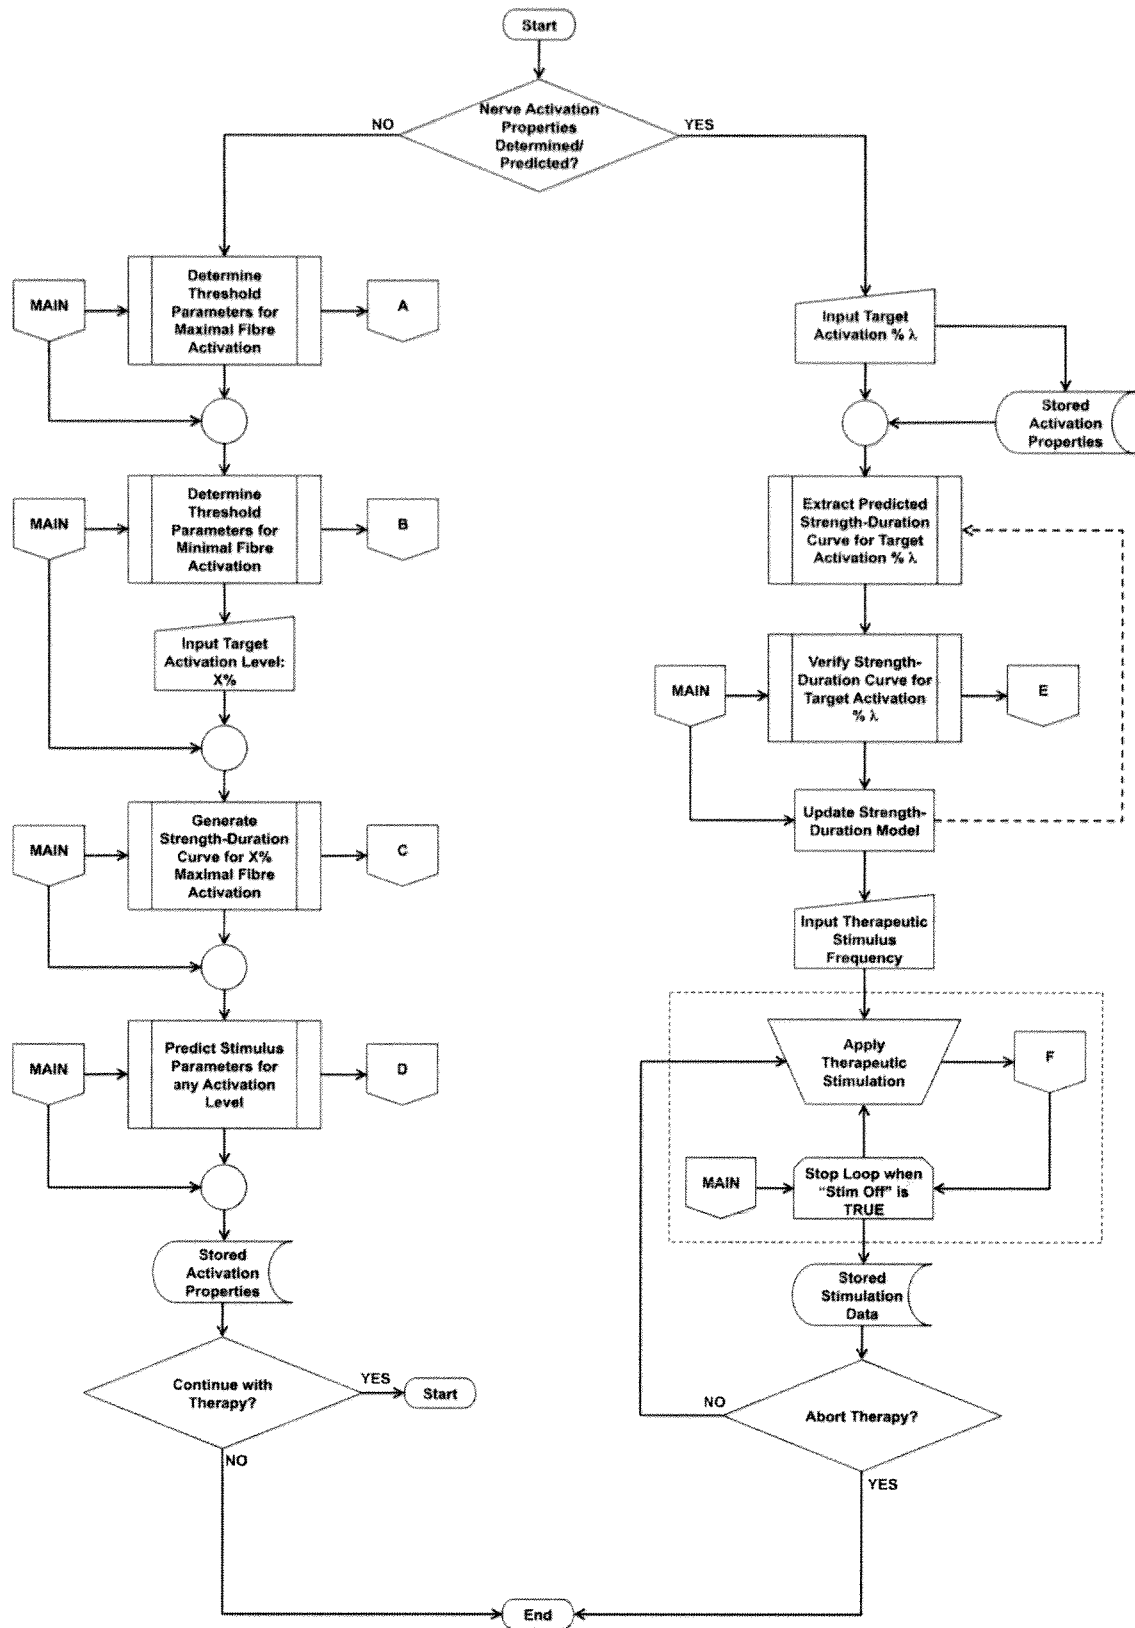 Start
Nerve Activation
Properties
Determined/
Predicted?
NO
YES
MAIN
Determine
Threshold
Parameters for
Maximal Fibre
Activation
A
MAIN
Determine
Threshold
Parameters for
Minimal Fibre
Activation
B
Input Target
Activation Level:
X%
MAIN
Generate
Strength-Duration
Curve for X%
Maximal Fibre
Activation
C
MAIN
Predict Stimulus
Parameters for
any Activation
Level
D
Stored
Activation
Properties
Continue with
Therapy?
YES
Start
NO
Input Target
Activation % λ
Stored
Activation
Properties
Extract Predicted
Strength-Duration
Curve for Target
Activation % λ
MAIN
Verify Strength-
Duration Curve for
Target Activation
% λ
E
Update Strength-
Duration Model
Input Therapeutic
Stimulus
Frequency
Apply
Therapeutic
Stimulation
F
MAIN
Stop Loop when
"Stim Off" is
TRUE
Stored
Stimulation
Data
NO
Abort Therapy?
YES
End